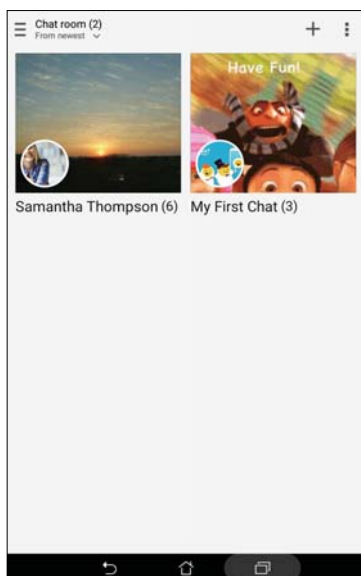 Chat room (2)
From newest
Have Fun!
Samantha Thompson (6)
My First Chat (3)